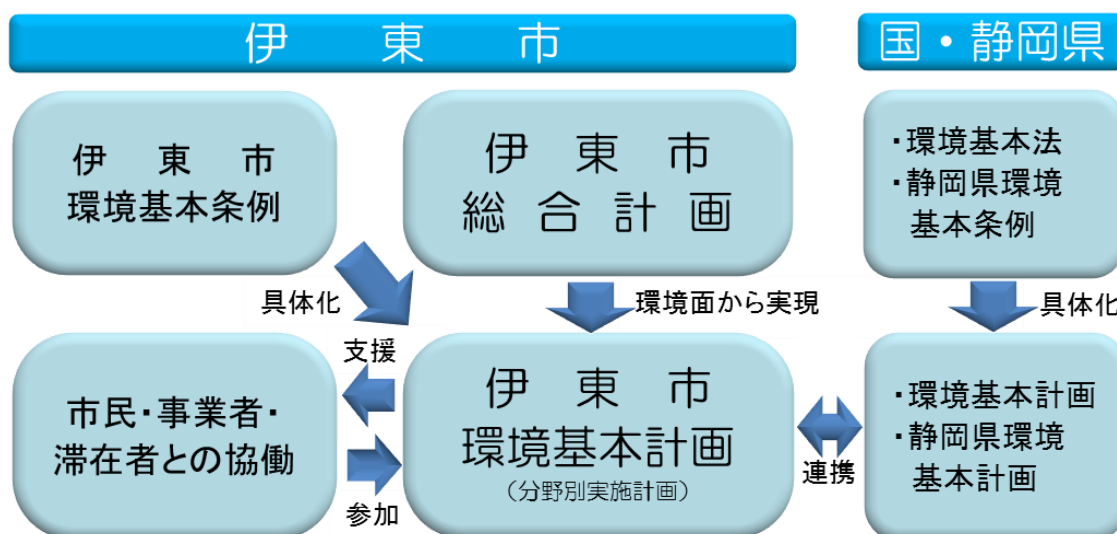 伊東市
国・静岡県
伊東市
環境基本条例
伊東市
総合計画
・環境基本法
・静岡県環境
基本条例
具体化
環境面から実現
具体化
支援
市民・事業者・
滞在者との協働
参加
伊東市
環境基本計画
（分野別実施計画）
連携
・環境基本計画
・静岡県環境
基本計画